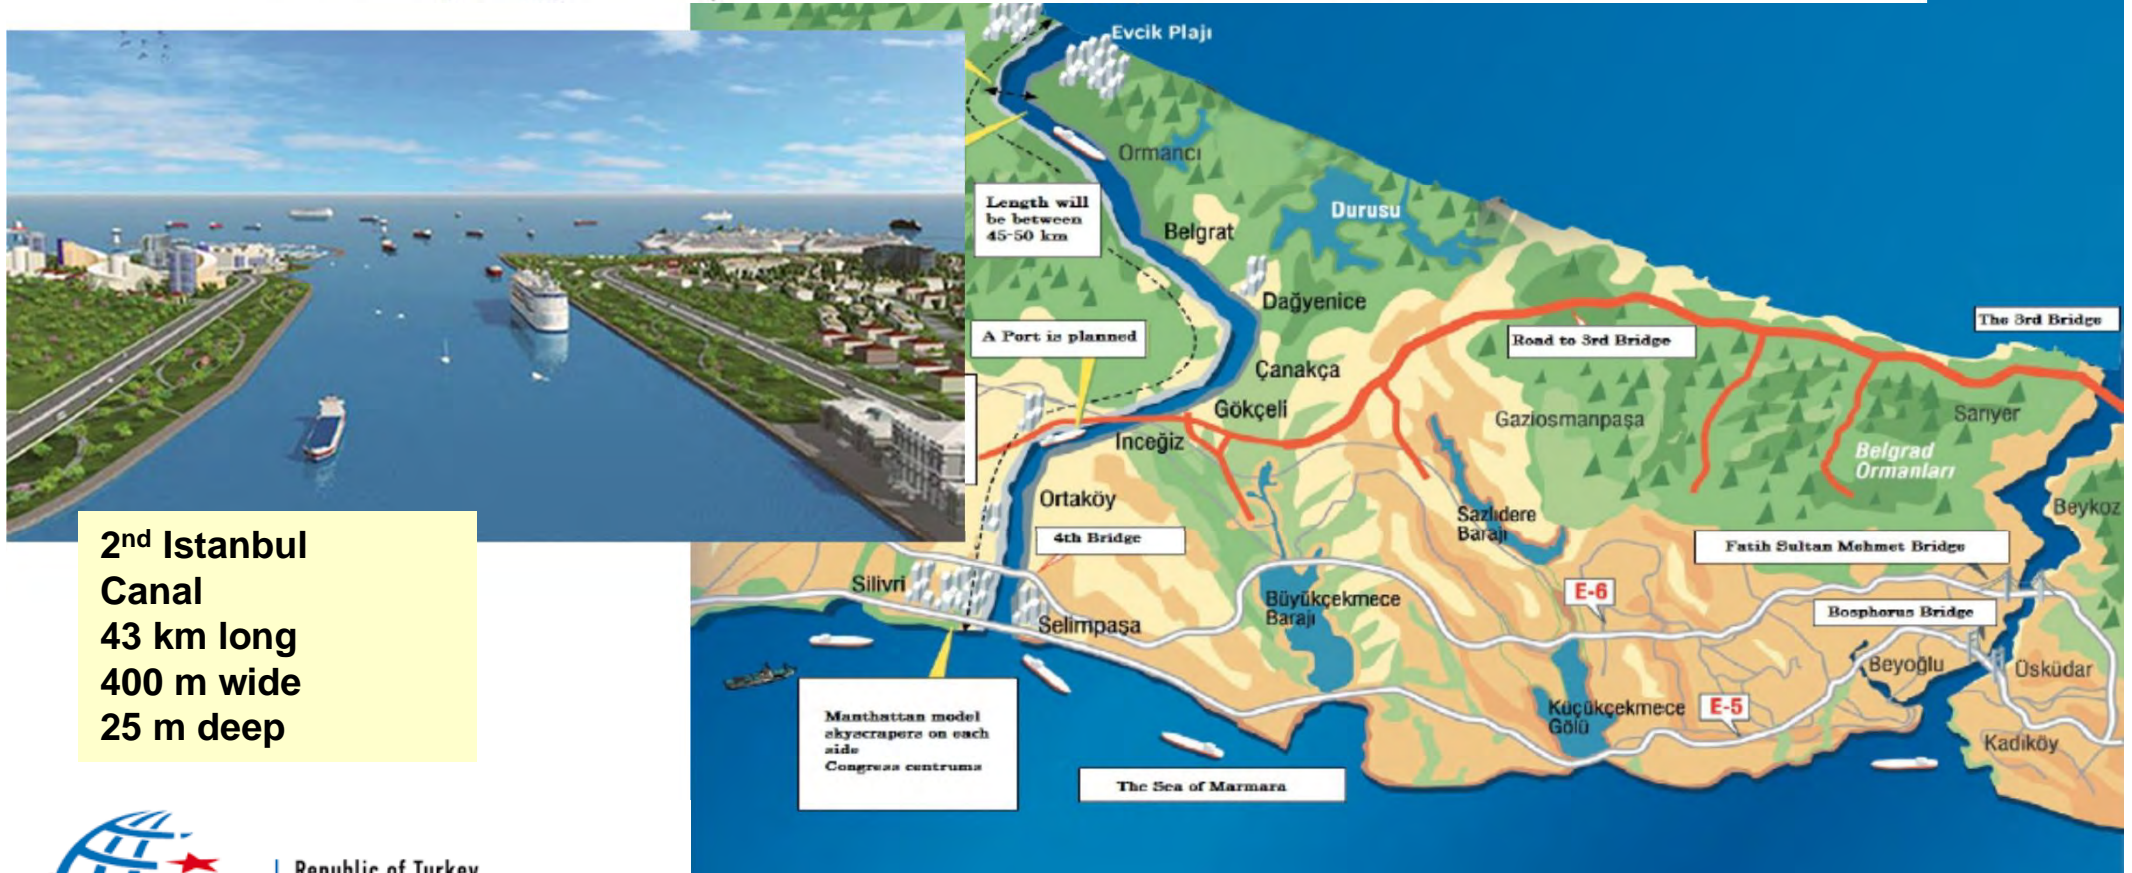 Evcik Plajı
Ormancı
Length will
be between
45-50 km
Belgrat
Durusu
Dağyenice
A Port is planned
Road to 3rd Bridge
The 3rd Bridge
Çanakça
Gökçeli
İnceğiz
Gaziosmanpaşa
Sarıyer
Belgrad
Ormanları
Ortaköy
Sazlıdere
Barajı
Beykoz
4th Bridge
Fatih Sultan Mehmet Bridge
2nd Istanbul
Canal
43 km long
400 m wide
25 m deep
Silivri
Selimpaşa
Büyükçekmece
Barajı
E-6
Bosphorus Bridge
Beyoğlu
Üsküdar
Küçükçekmece
Gölü
E-5
Kadıköy
Manthattan model
skyscrapers on each
side
Congress centrums
The Sea of Marmara
Republic of Turkey